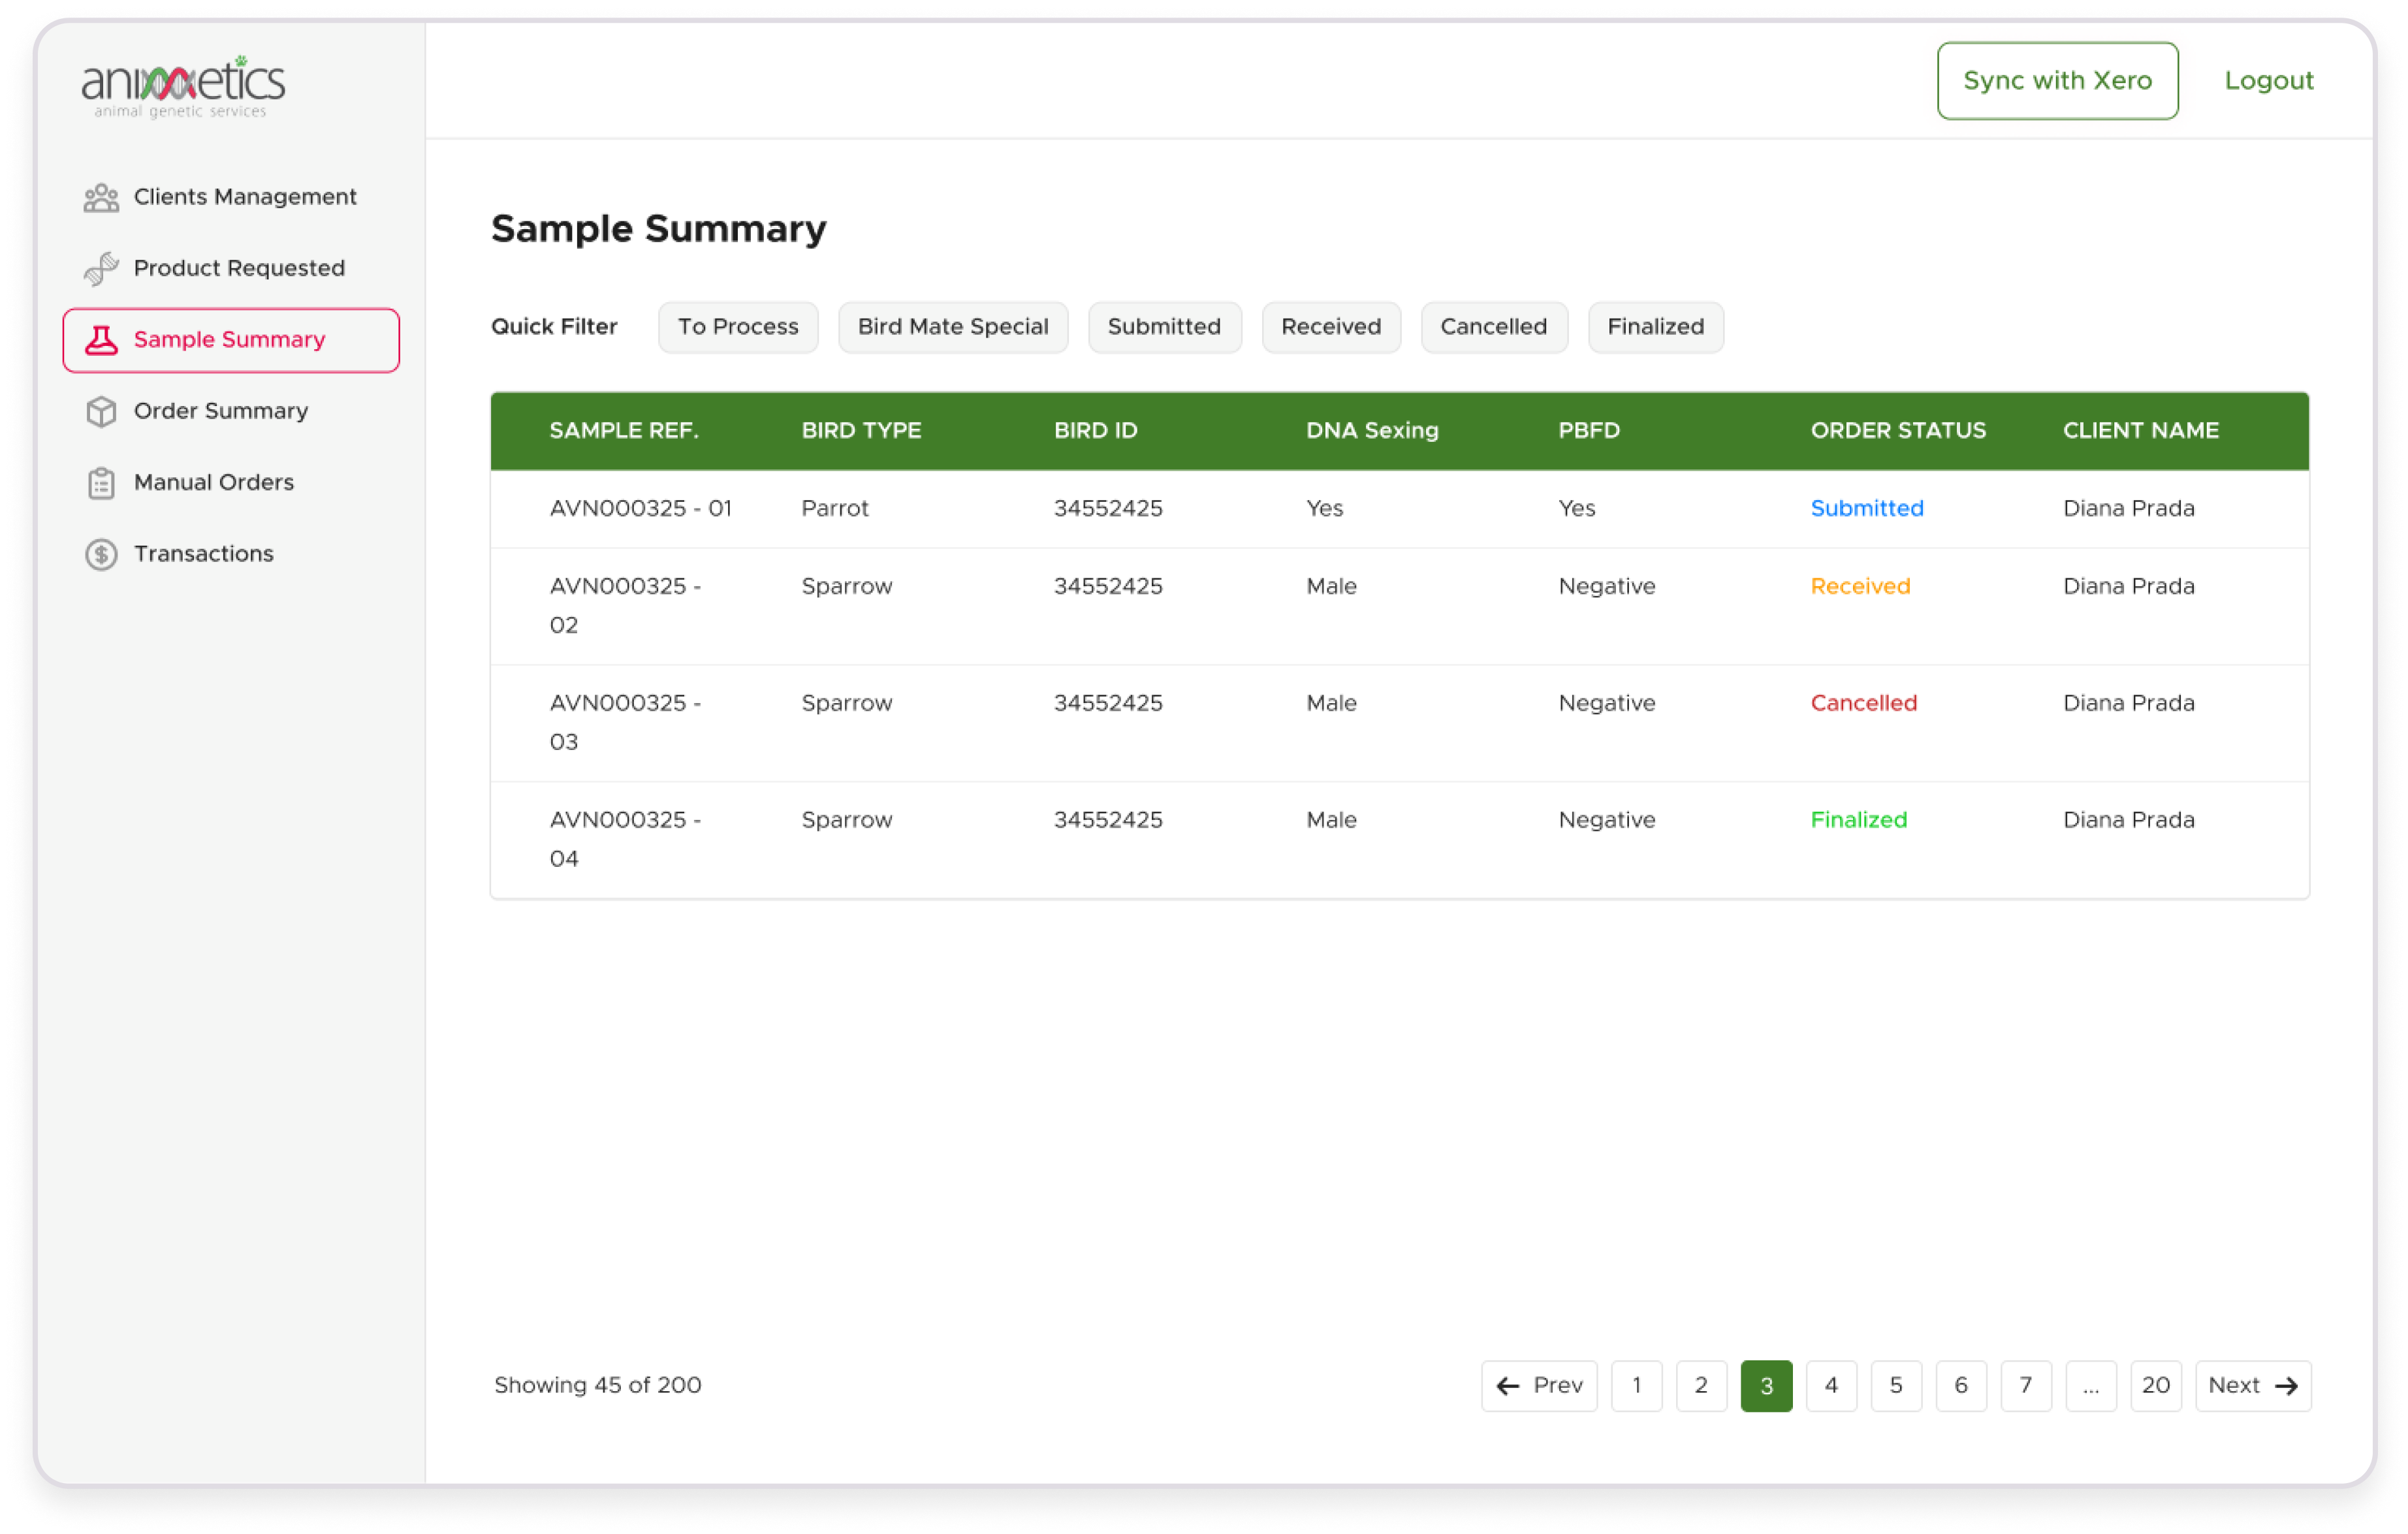 animetics
animal genetic services
Sync with Xero
Logout
Clients Management
Product Requested
Sample Summary
Order Summary
Manual Orders
Transactions
Sample Summary
Quick Filter
To Process
Bird Mate Special
Submitted
Received
Cancelled
Finalized
SAMPLE REF. BIRD TYPE BIRD ID DNA Sexing PBFD ORDER STATUS CLIENT NAME
AVN000325 - 01 Parrot 34552425 Yes Yes Submitted Diana Prada
AVN000325 - Sparrow 34552425 Male Negative Received Diana Prada
02
AVN000325 - Sparrow 34552425 Male Negative Cancelled Diana Prada
03
AVN000325 - Sparrow 34552425 Male Negative Finalized Diana Prada
04
Showing 45 of 200
← Prev 1 2 3 4 5 6 7 ... 20 Next →